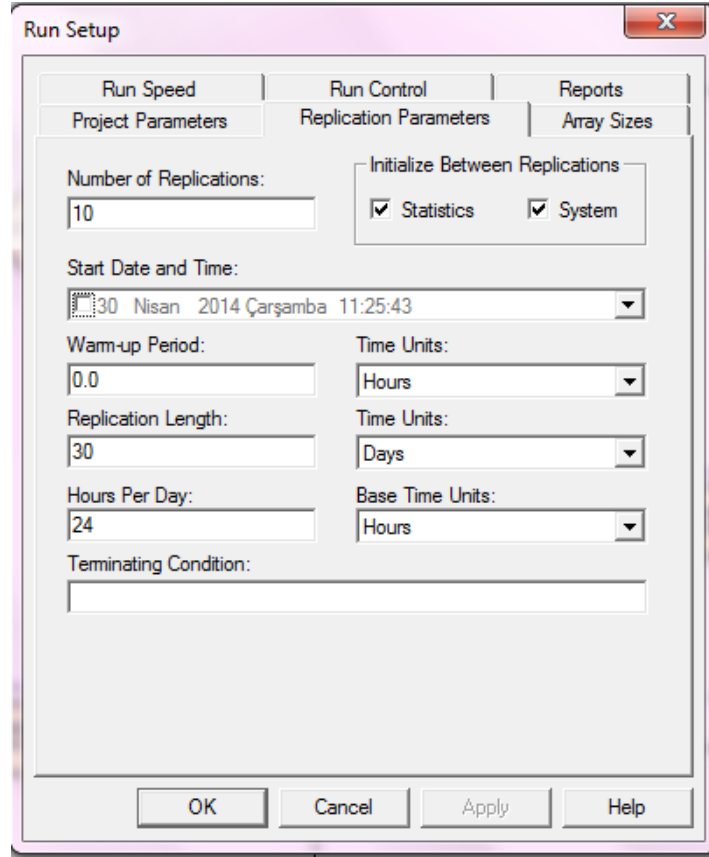 Run Setup
Run Speed Run Control Reports
Project Parameters Replication Parameters Array Sizes
Number of Replications:
10
Initialize Between Replications
Statistics System
Start Date and Time:
30 Nisan 2014 Çarşamba 11:25:43
Warm-up Period: Time Units:
0.0 Hours
Replication Length: Time Units:
30 Days
Hours Per Day: Base Time Units:
24 Hours
Terminating Condition:
OK Cancel Apply Help